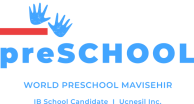 preSCHOOL
WORLD PRESCHOOL MAVISEHIR
IB School Candidate I Ucnesil Inc.